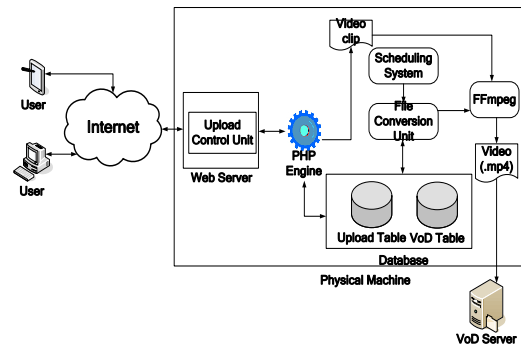 Video
clip
Scheduling
System
User
Internet
Upload
Control Unit
Web Server
PHP
Engine
File
Conversion
Unit
FFmpeg
Video
(.mp4)
User
Upload Table
VoD Table
Database
Physical Machine
VoD Server